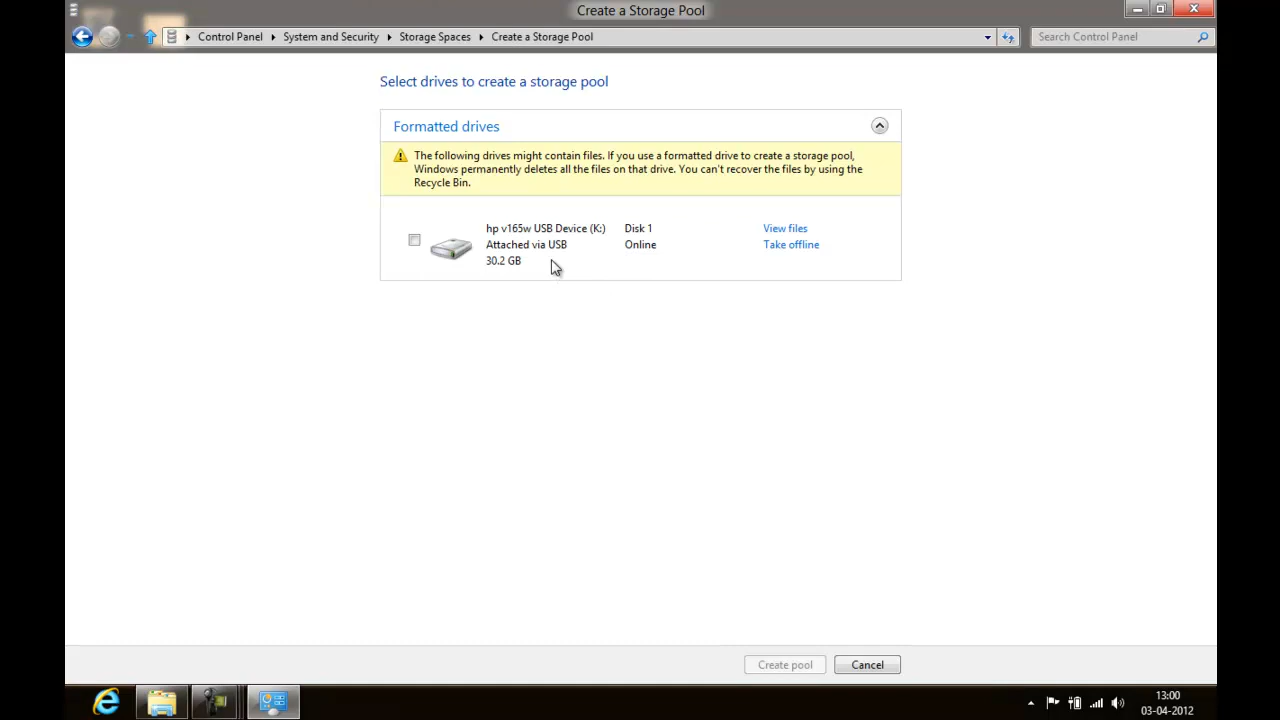 Create a Storage Pool
Control Panel System and Security Storage Spaces Create a Storage Pool
Search Control Panel
Select drives to create a storage pool
Formatted drives
The following drives might contain files. If you use a formatted drive to create a storage pool,
Windows permanently deletes all the files on that drive. You can't recover the files by using the
Recycle Bin.
hp v165w USB Device (K:) Disk 1 View files
Attached via USB Online Take offline
30.2 GB
Create pool Cancel
13:00
03-04-2012